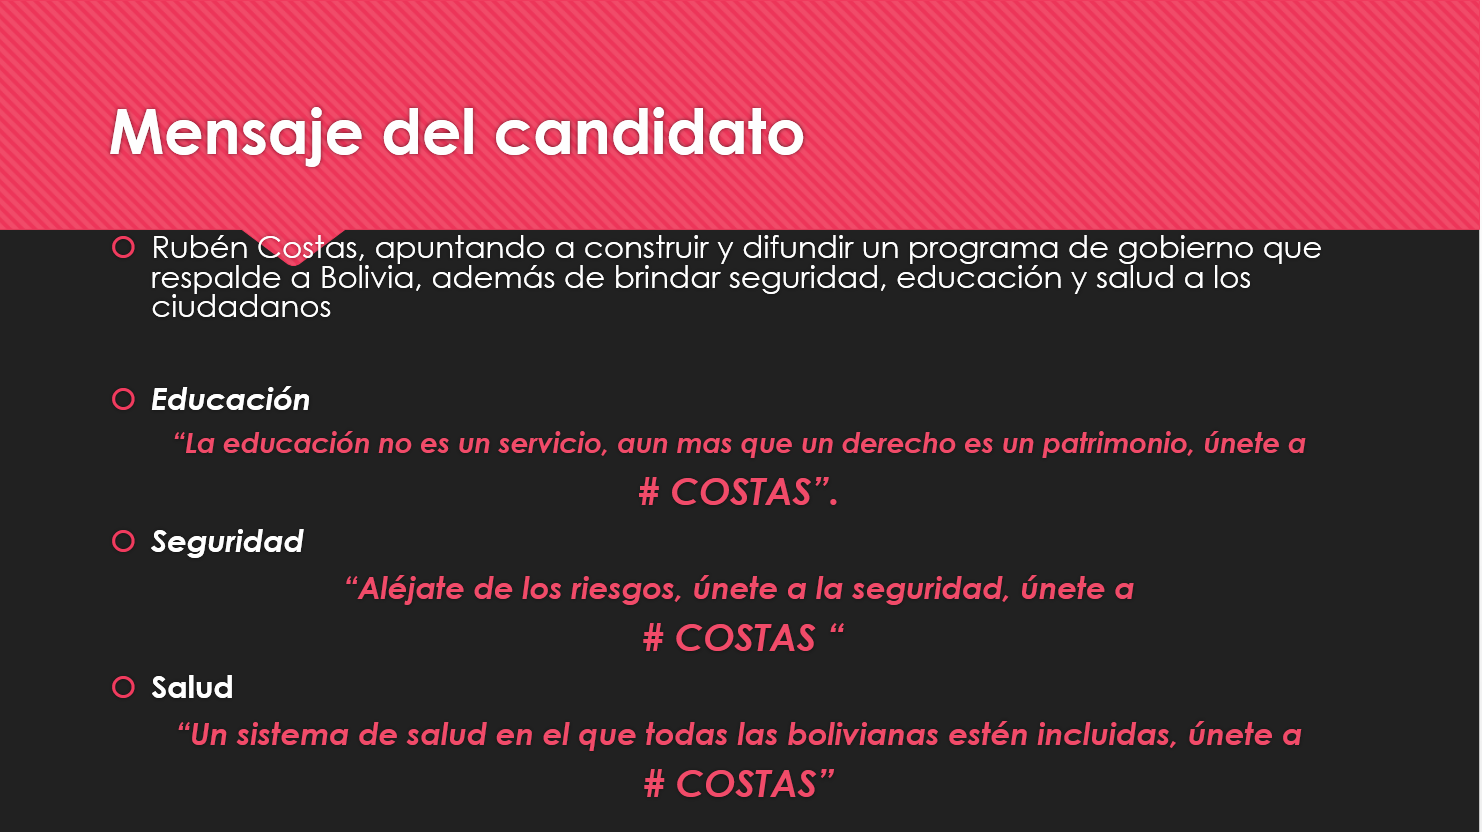 Mensaje del candidato
Rubén Costas, apuntando a construir y difundir un programa de gobierno que
respalde a Bolivia, además de brindar seguridad, educación y salud a los
ciudadanos
Educación
“La educación no es un servicio, aun mas que un derecho es un patrimonio, únete a
# COSTAS”.
Seguridad
“Aléjate de los riesgos, únete a la seguridad, únete a
# COSTAS “
Salud
“Un sistema de salud en el que todas las bolivianas estén incluidas, únete a
# COSTAS”